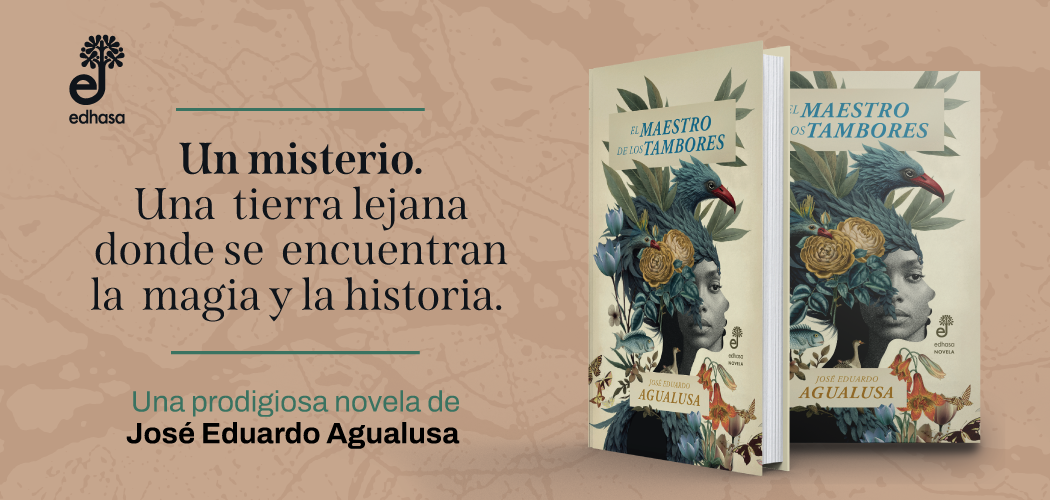 edhasa
Un misterio.
Una tierra lejana
donde se encuentran
la magia y la historia.
Una prodigiosa novela de
José Eduardo Agualusa
EL MAESTRO
DE LOS TAMBORES
edhasa
NOVELA
JOSÉ EDUARDO
AGUALUSA
EL MAESTRO
OS TAMBORES
edhasa
NOVELA
JOSÉ EDUARDO
AGUALUSA